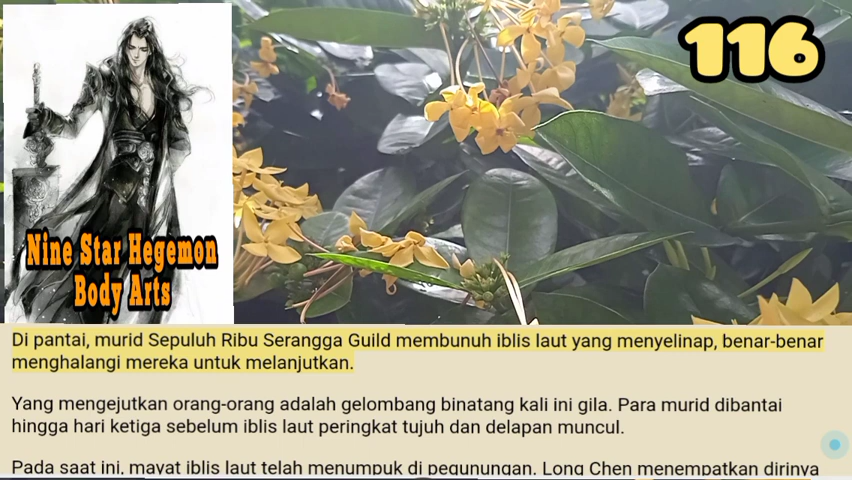 116
Nine Star Hegemon
Body Arts
Di pantai, murid Sepuluh Ribu Serangga Guild membunuh iblis laut yang menyelinap, benar-benar
menghalangi mereka untuk melanjutkan.
Yang mengejutkan orang-orang adalah gelombang binatang kali ini gila. Para murid dibantai
hingga hari ketiga sebelum iblis laut peringkat tujuh dan delapan muncul.
Pada saat ini, mayat iblis laut telah menumpuk di pegunungan. Long Chen menempatkan dirinya